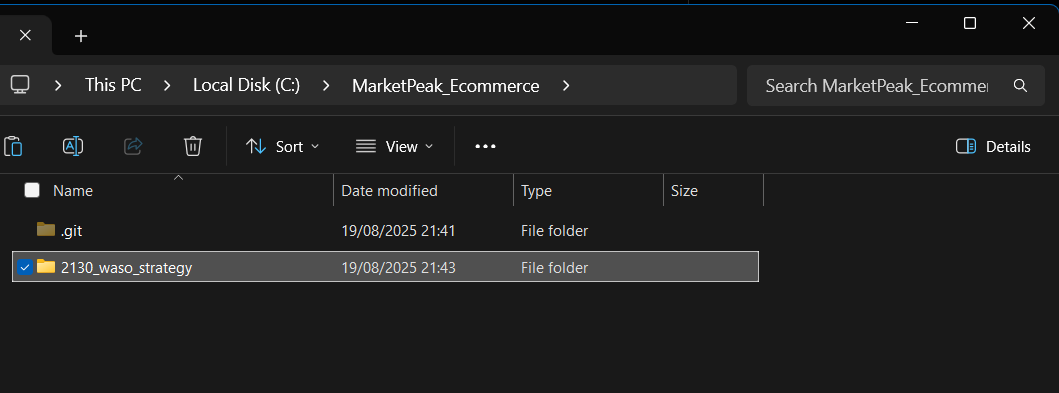 This PC > Local Disk (C:) > MarketPeak_Ecommerce >
Search MarketPeak_Ecommer
Sort
View
Details
Name Date modified Type Size
.git 19/08/2025 21:41 File folder
2130_waso_strategy 19/08/2025 21:43 File folder